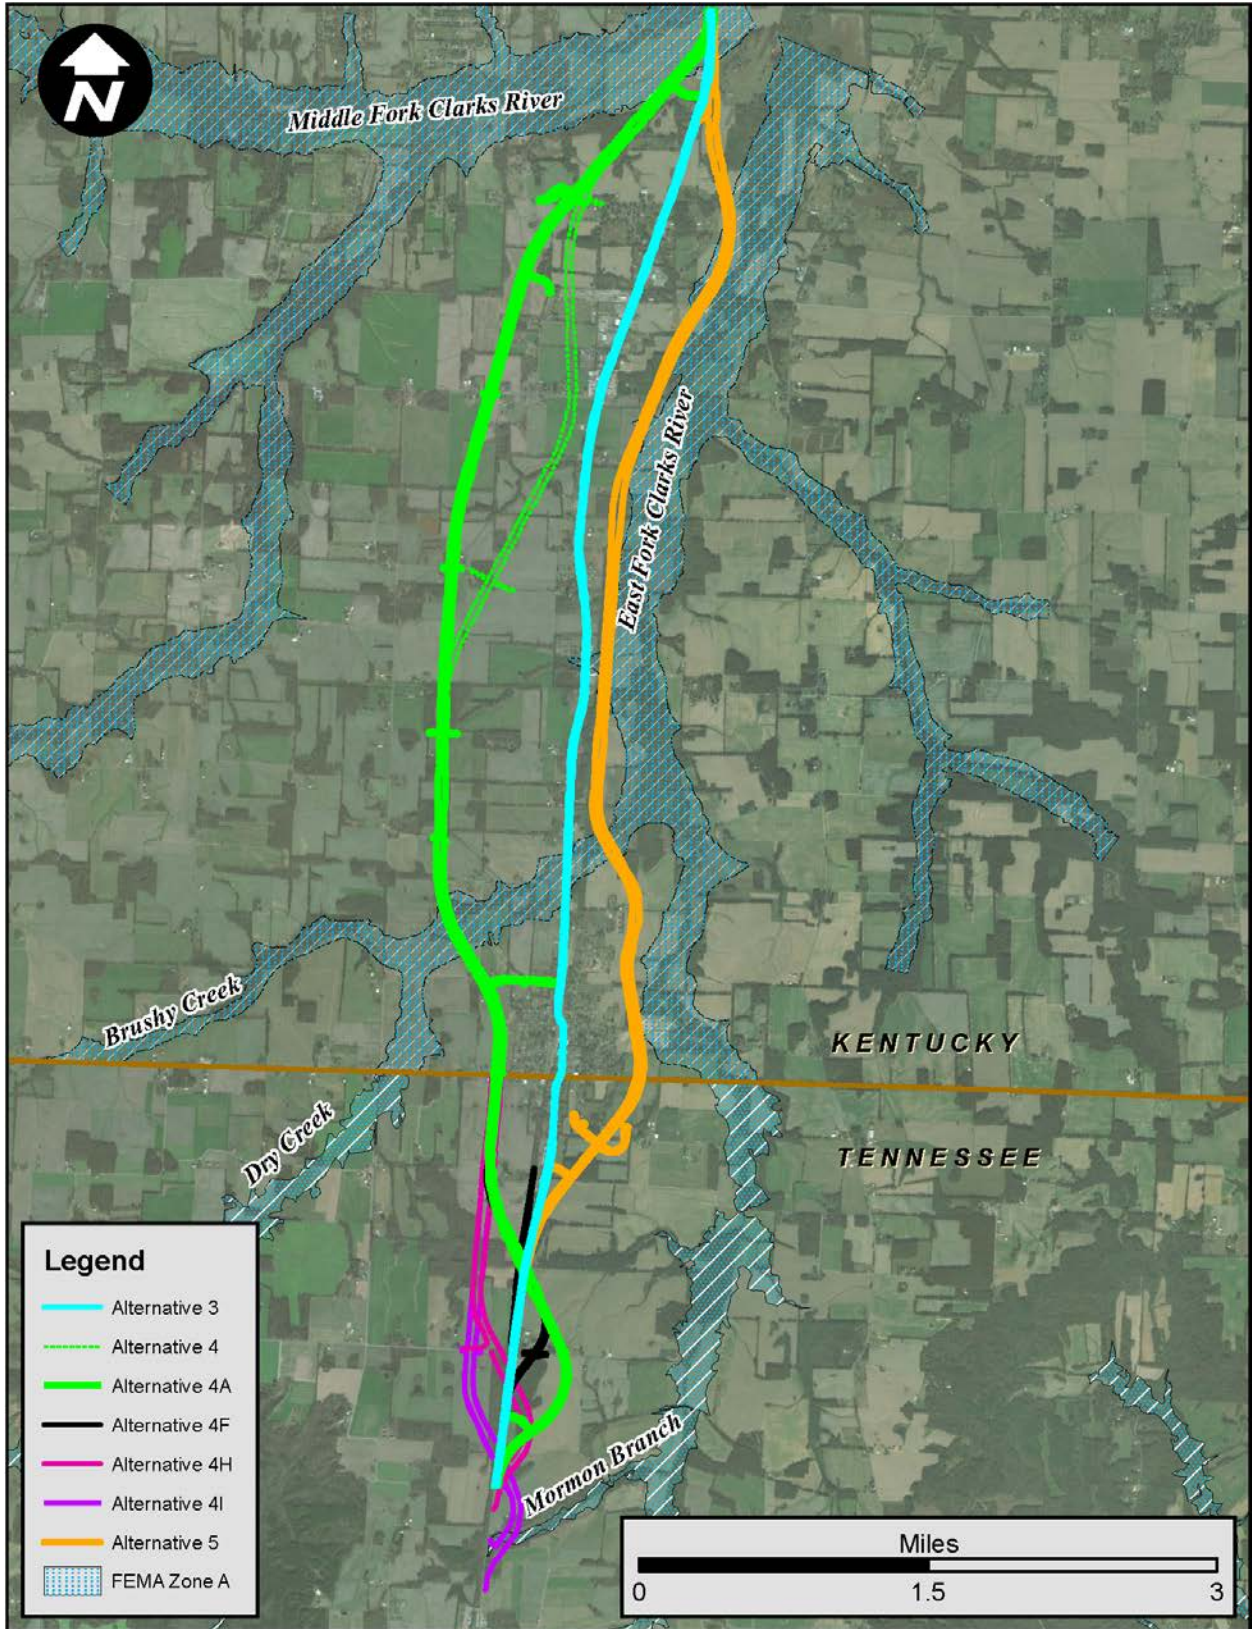 N
Middle Fork Clarks River
East Fork Clarks River
Brushy Creek
KENTUCKY
TENNESSEE
Dry Creek
Mormon Branch
Legend
Alternative 3
Alternative 4
Alternative 4A
Alternative 4F
Alternative 4H
Alternative 4I
Alternative 5
FEMA Zone A
Miles
0 1.5 3